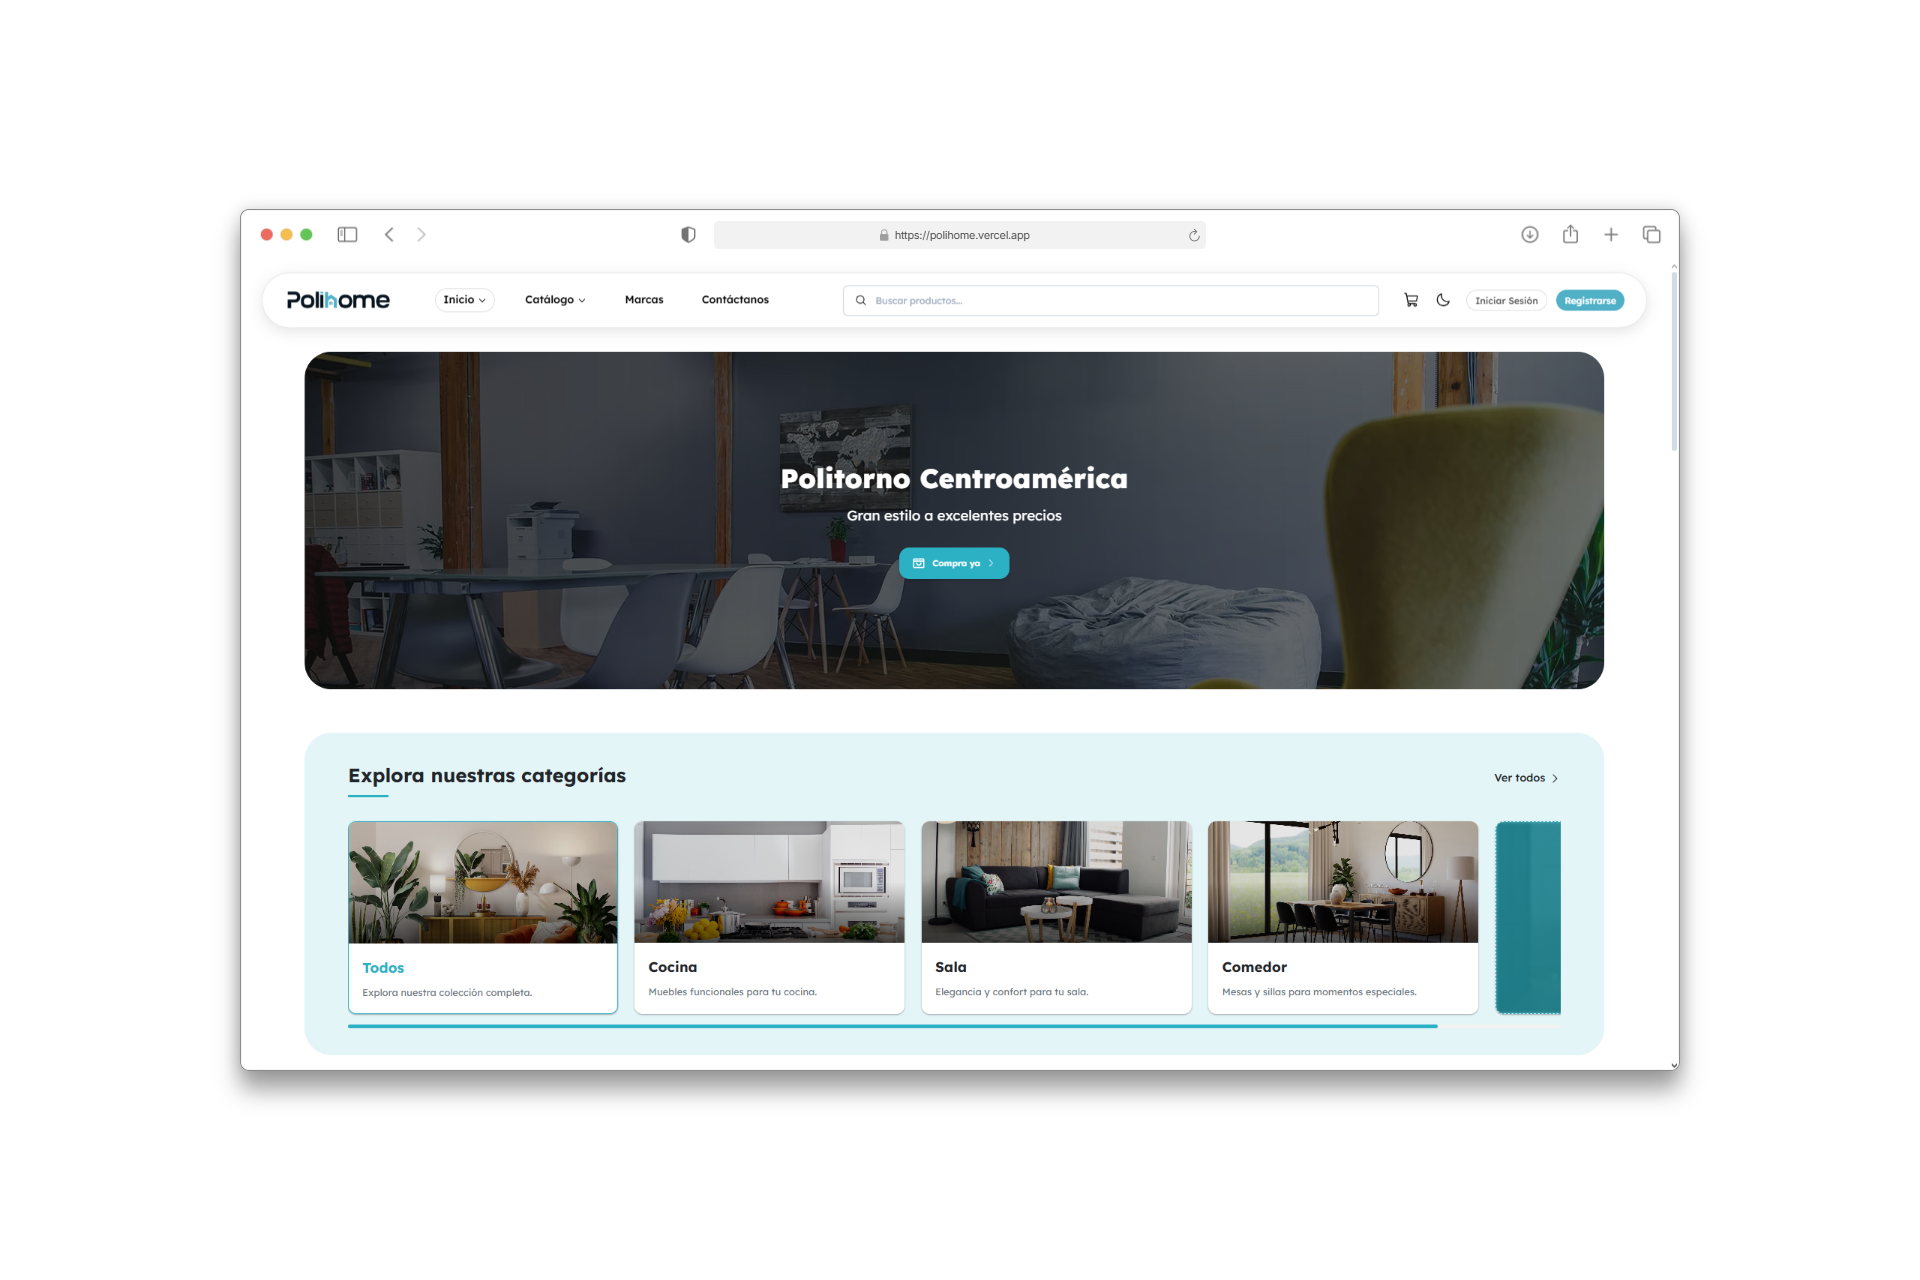 https://polihome.vercel.app
Polihome
Inicio
Catálogo
Marcas
Contáctanos
Buscar productos...
Iniciar Sesión
Registrarse
Politorno Centroamérica
Gran estilo a excelentes precios
Compra ya
Explora nuestras categorías
Ver todos
Todos
Explora nuestra colección completa.
Cocina
Muebles funcionales para tu cocina.
Sala
Elegancia y confort para tu sala.
Comedor
Mesas y sillas para momentos especiales.